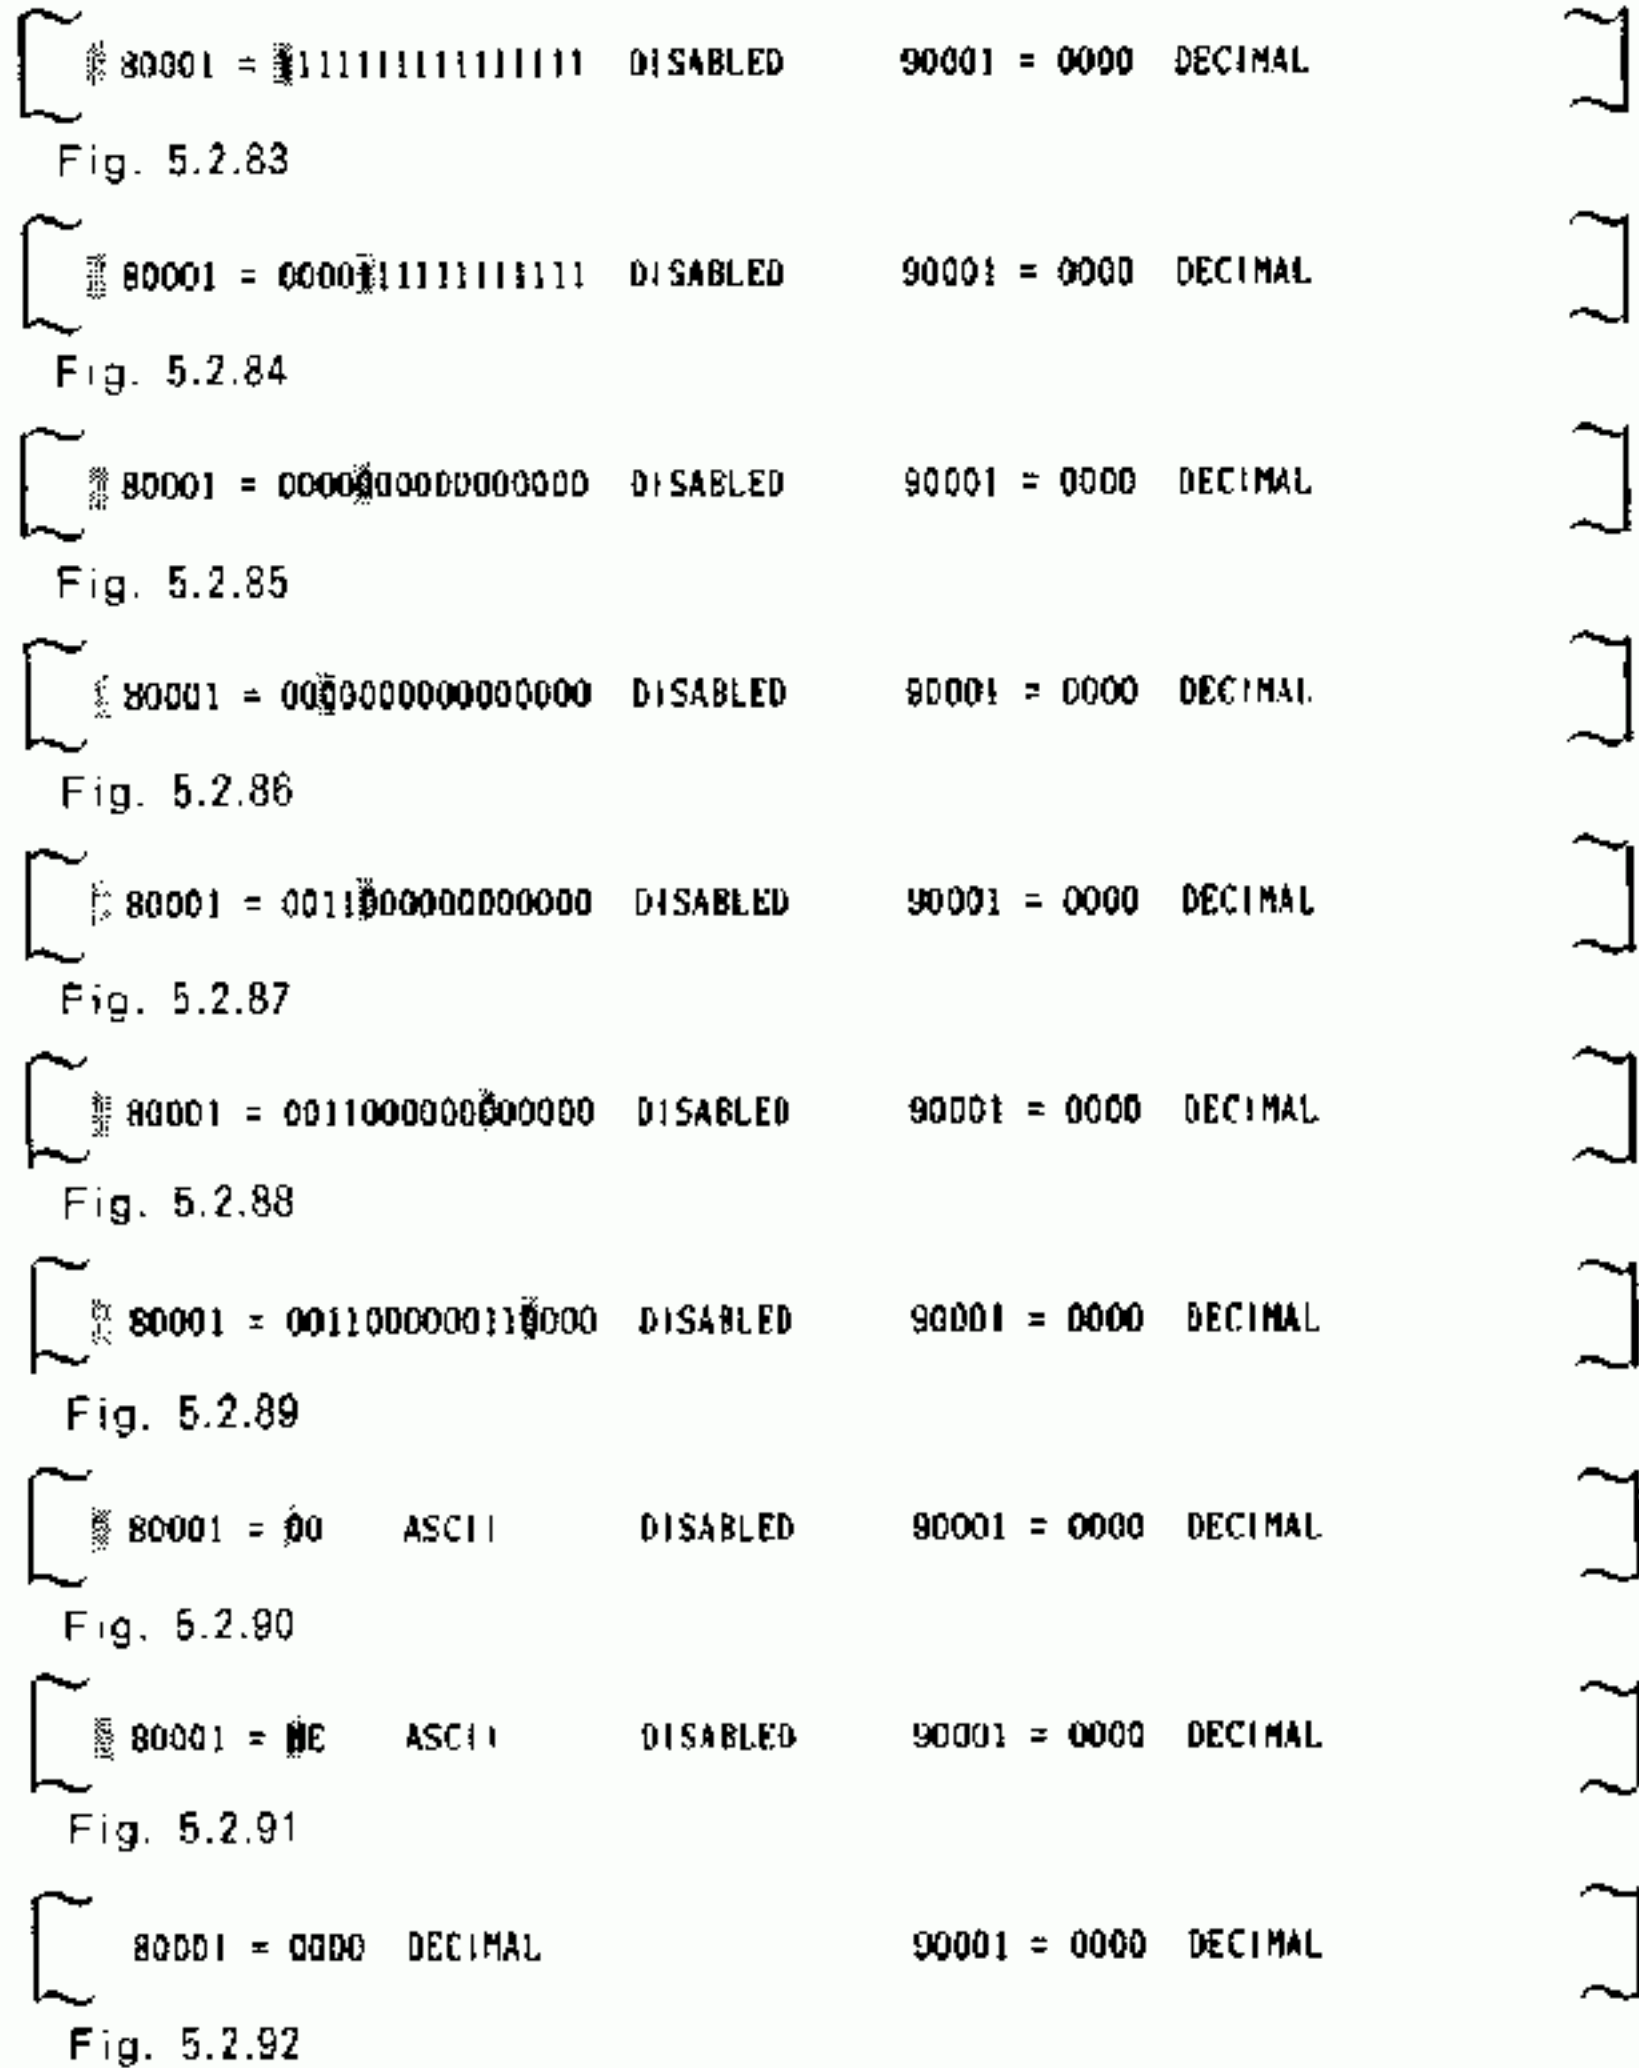 80001 = 1111111111111111 DISABLED 90001 = 0000 DECIMAL
Fig. 5.2.83
80001 = 0000111111111111 DISABLED 90001 = 0000 DECIMAL
Fig. 5.2.84
80001 = 0000000000000000 DISABLED 90001 = 0000 DECIMAL
Fig. 5.2.85
80001 = 0000000000000000 DISABLED 90001 = 0000 DECIMAL
Fig. 5.2.86
80001 = 0011000000000000 DISABLED 90001 = 0000 DECIMAL
Fig. 5.2.87
80001 = 0011000000000000 DISABLED 90001 = 0000 DECIMAL
Fig. 5.2.88
80001 = 0011000000110000 DISABLED 90001 = 0000 DECIMAL
Fig. 5.2.89
80001 = 00 ASCII DISABLED 90001 = 0000 DECIMAL
Fig. 5.2.90
80001 = ASCII DISABLED 90001 = 0000 DECIMAL
Fig. 5.2.91
80001 = 0000 DECIMAL 90001 = 0000 DECIMAL
Fig. 5.2.92